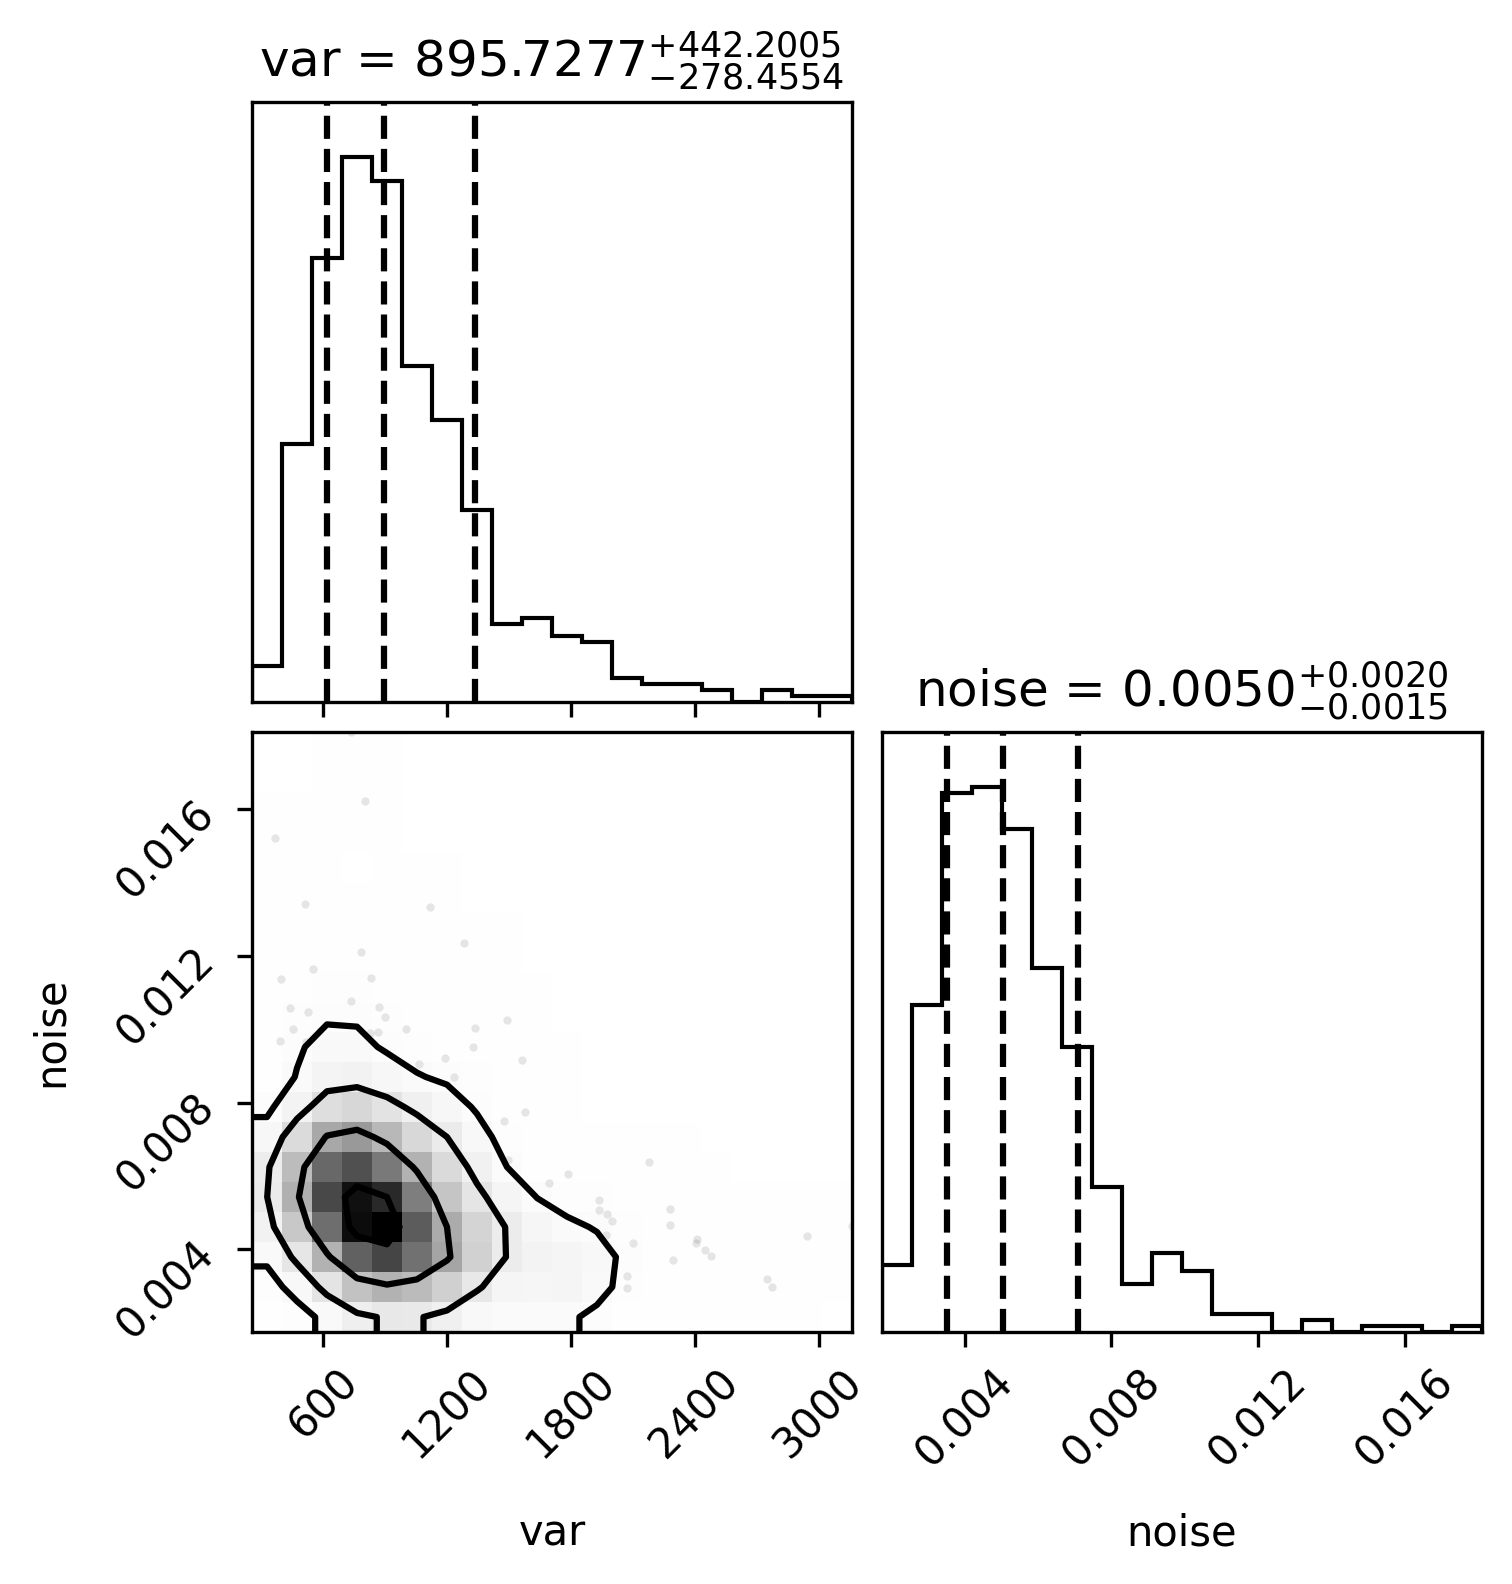 var = 895.7277 +442.2005 −278.4554
noise = 0.0050 +0.0020 −0.0015
noise
0.016
0.012
0.008
0.004
600 1200 1800 2400 3000
var
0.004 0.008 0.012 0.016
noise